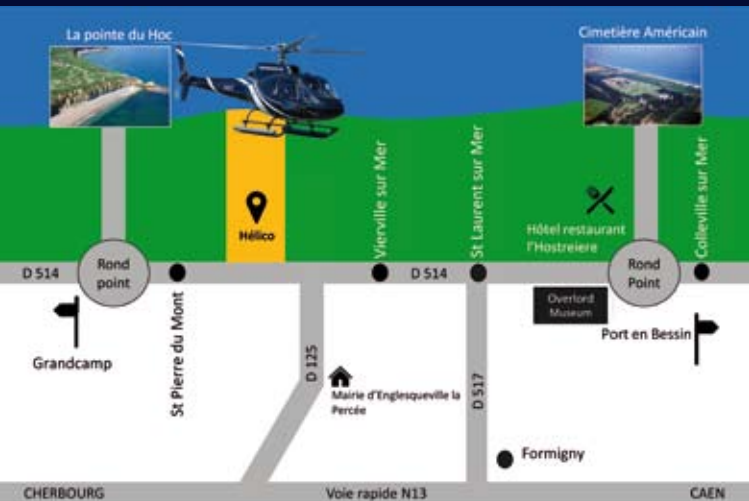 La pointe du Hoc
Cimetière Américain
Hélico
Vierville sur Mer
St Laurent sur Mer
Hôtel restaurant
l'Hostreiere
Colleville sur Mer
D 514
Rond
point
D 514
Rond
Point
Grandcamp
St Pierre du Mont
D 125
Mairie d'Englesqueville la
Percée
D 517
Overlord
Museum
Port en Bessin
Formigny
CHERBOURG
Voie rapide N13
CAEN